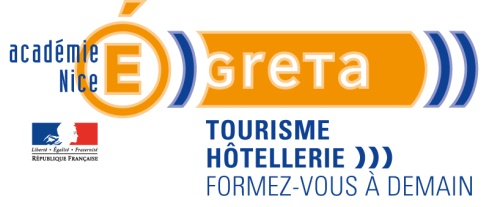 académie
Nice
É GRETA
Liberté • Égalité • Fraternité
RÉPUBLIQUE FRANÇAISE
TOURISME
HÔTELLERIE )))
FORMEZ-VOUS À DEMAIN